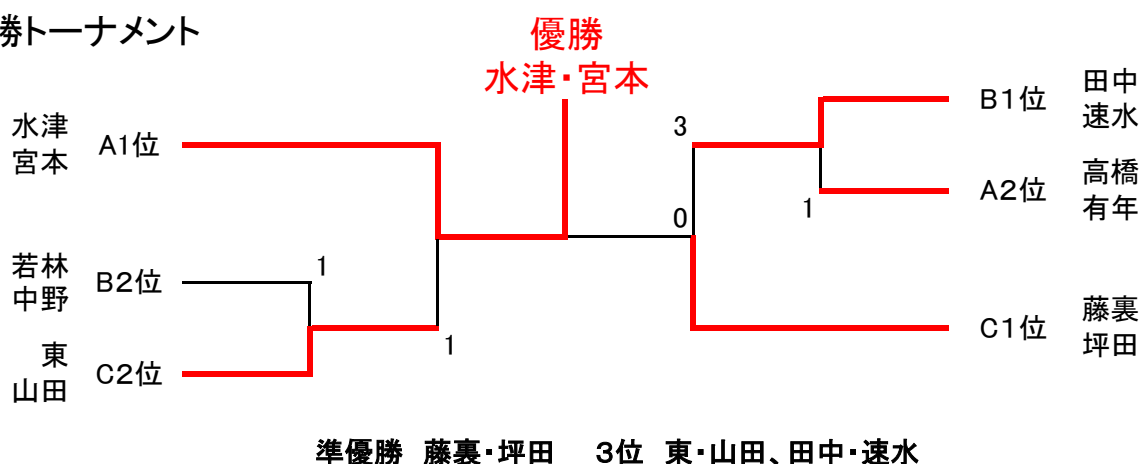 勝トーナメント
優勝
水津・宮本
水津
宮本
A1位
若林
中野
B2位
1
東
山田
C2位
1
3
0
B1位
田中
速水
1
A2位
高橋
有年
C1位
藤裏
坪田
準優勝 藤裏・坪田 3位 東・山田、田中・速水